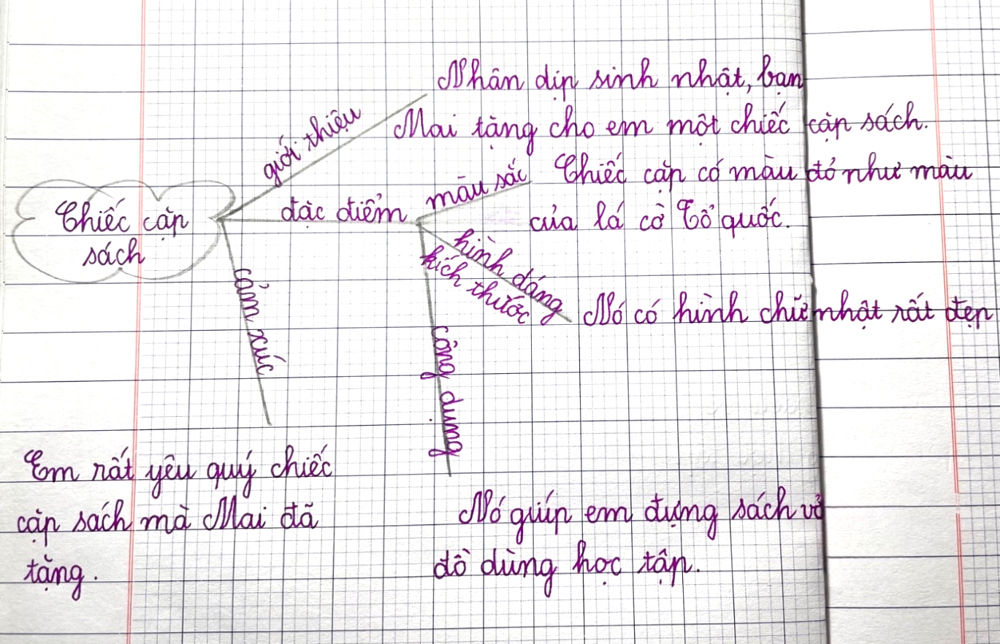 Nhân dịp sinh nhật, bạn
Mai tặng cho em một chiếc cặp sách.
giới thiệu
Chiếc cặp
sách
đặc điểm
màu sắc
Chiếc cặp có màu đỏ như màu
của lá cờ Tổ quốc.
hình dáng
kích thước
Nó có hình chữ nhật rất đẹp
cảm xúc
công dụng
Em rất yêu quý chiếc
cặp sách mà Mai đã
tặng.
Nó giúp em đựng sách vở
đồ dùng học tập.